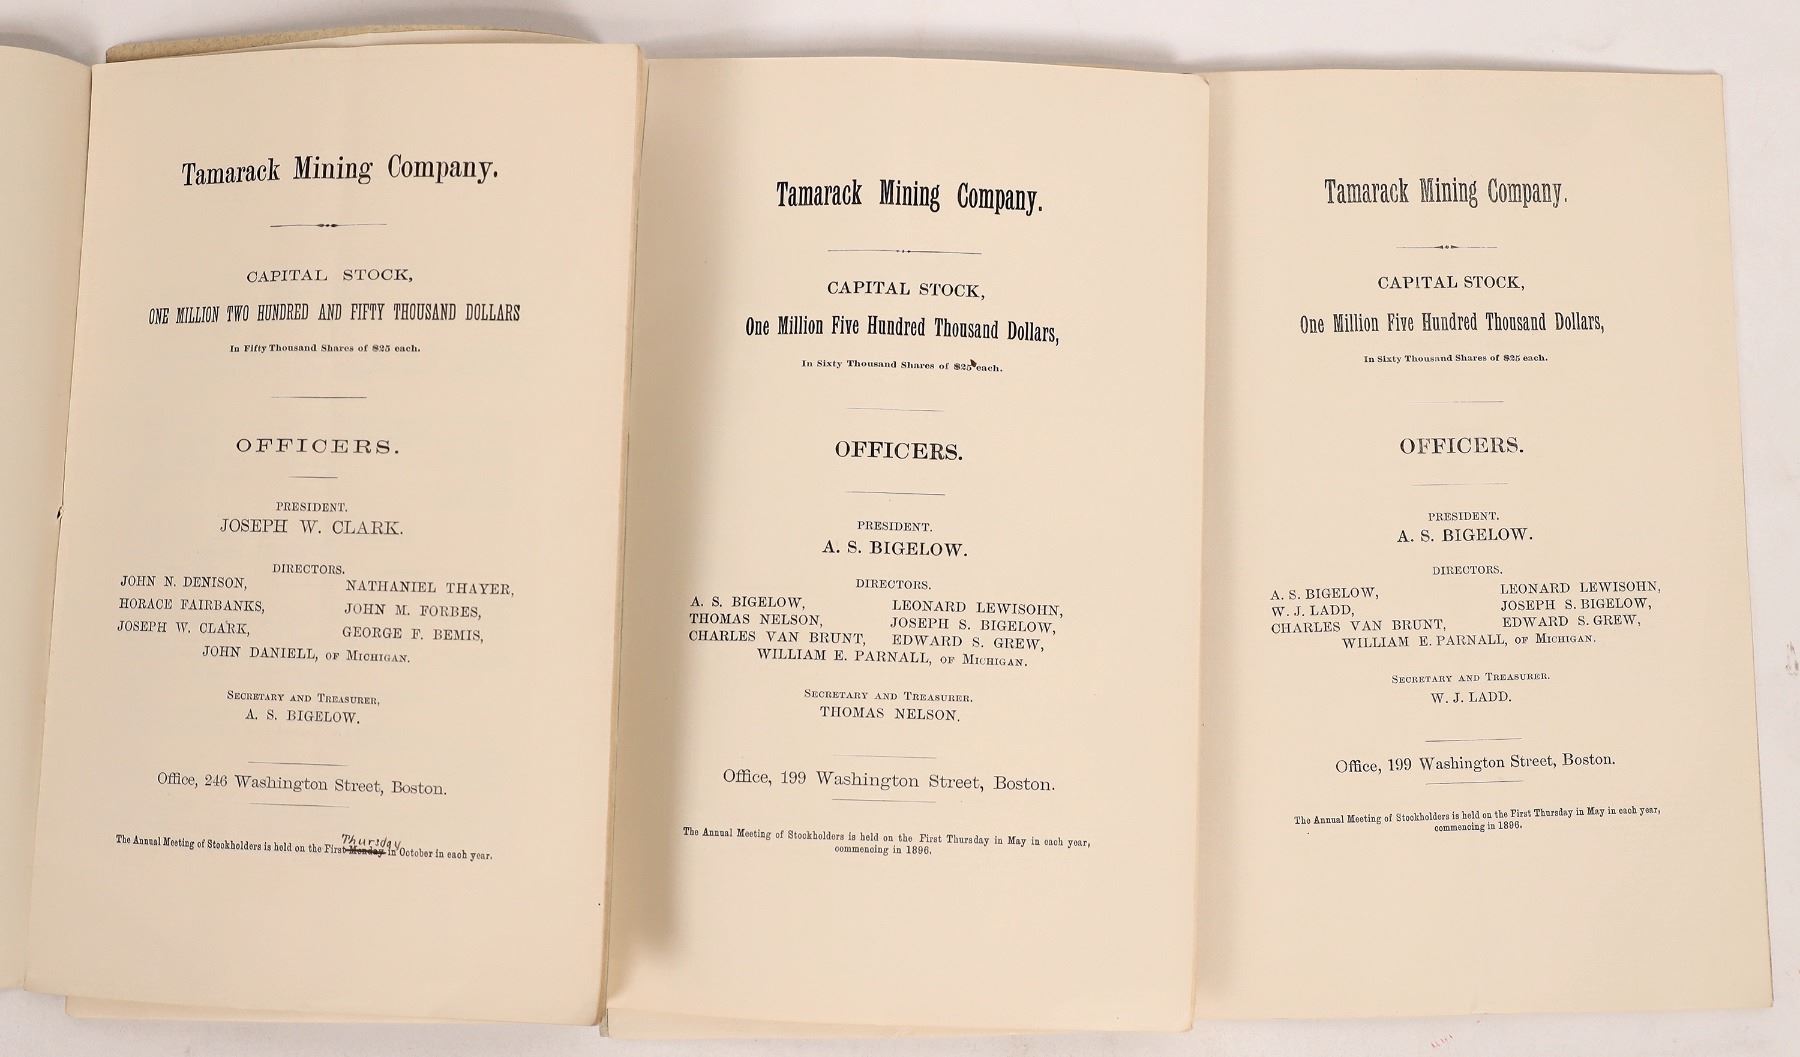 Tamarack Mining Company.
CAPITAL STOCK,
ONE MILLION TWO HUNDRED AND FIFTY THOUSAND DOLLARS
In Fifty Thousand Shares of $25 each.
OFFICERS.
PRESIDENT.
JOSEPH W. CLARK.
DIRECTORS.
JOHN N. DENISON, NATHANIEL THAYER,
HORACE FAIRBANKS, JOHN M. FORBES,
JOSEPH W. CLARK, GEORGE F. BEMIS,
JOHN DANIELL, OF MICHIGAN.
SECRETARY AND TREASURER,
A. S. BIGELOW.
Office, 246 Washington Street, Boston.
Thursday
The Annual Meeting of Stockholders is held on the First Monday in October in each year.
Tamarack Mining Company.
CAPITAL STOCK,
One Million Five Hundred Thousand Dollars,
In Sixty Thousand Shares of $25 each.
OFFICERS.
PRESIDENT.
A. S. BIGELOW.
DIRECTORS.
A. S. BIGELOW, LEONARD LEWISOHN,
THOMAS NELSON, JOSEPH S. BIGELOW,
CHARLES VAN BRUNT, EDWARD S. GREW,
WILLIAM E. PARNALL, OF MICHIGAN.
SECRETARY AND TREASURER.
THOMAS NELSON.
Office, 199 Washington Street, Boston.
The Annual Meeting of Stockholders is held on the First Thursday in May in each year,
commencing in 1896.
Tamarack Mining Company.
CAPITAL STOCK,
One Million Five Hundred Thousand Dollars,
In Sixty Thousand Shares of $25 each.
OFFICERS.
PRESIDENT.
A. S. BIGELOW.
DIRECTORS.
A. S. BIGELOW, LEONARD LEWISOHN,
W. J. LADD, JOSEPH S. BIGELOW,
CHARLES VAN BRUNT, EDWARD S. GREW,
WILLIAM E. PARNALL, OF MICHIGAN.
SECRETARY AND TREASURER.
W. J. LADD.
Office, 199 Washington Street, Boston.
The Annual Meeting of Stockholders is held on the First Thursday in May in each year,
commencing in 1896.